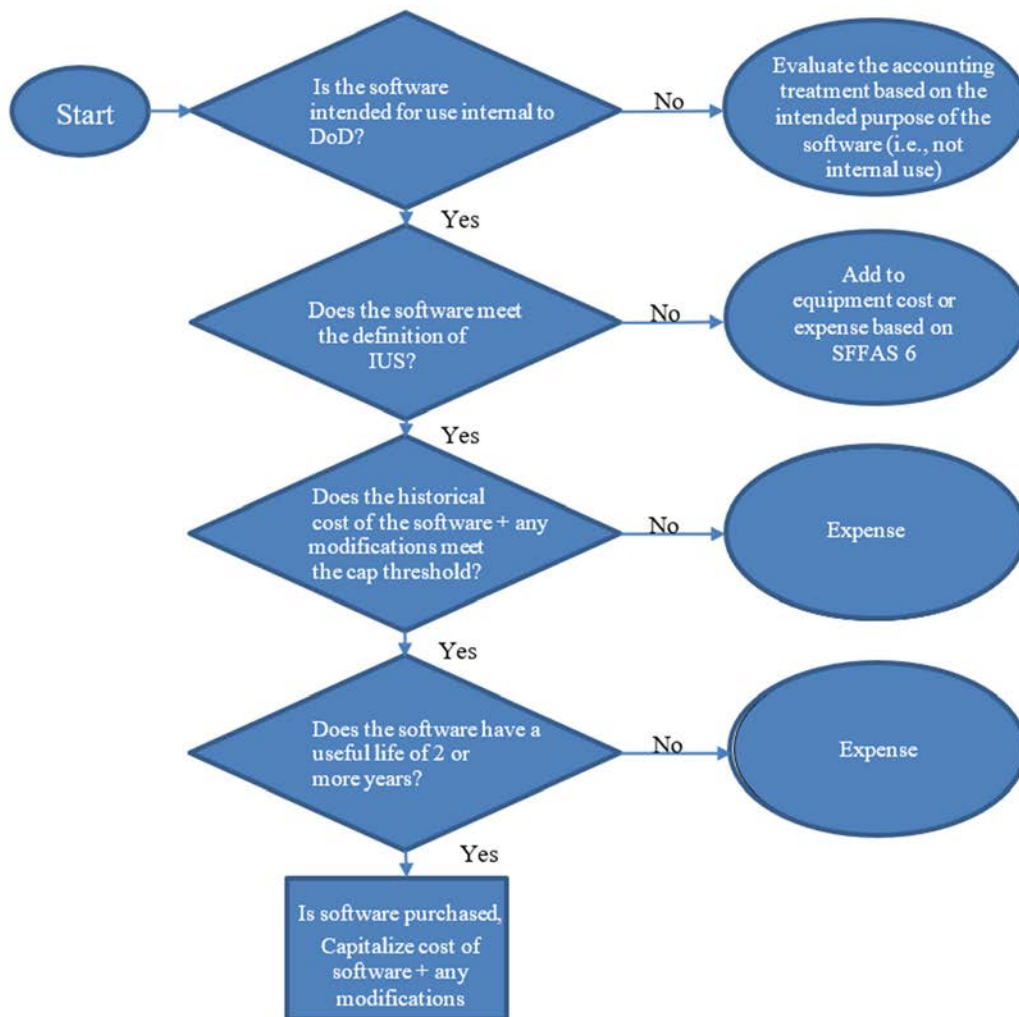 Start
Is the software
intended for use internal to
DoD?
No
Evaluate the accounting
treatment based on the
intended purpose of the
software (i.e., not
internal use)
Yes
Does the software meet
the definition of
IUS?
No
Add to
equipment cost or
expense based on
SFFAS 6
Yes
Does the historical
cost of the software + any
modifications meet
the cap threshold?
No
Expense
Yes
Does the software have a
useful life of 2 or
more years?
No
Expense
Yes
Is software purchased,
Capitalize cost of
software + any
modifications